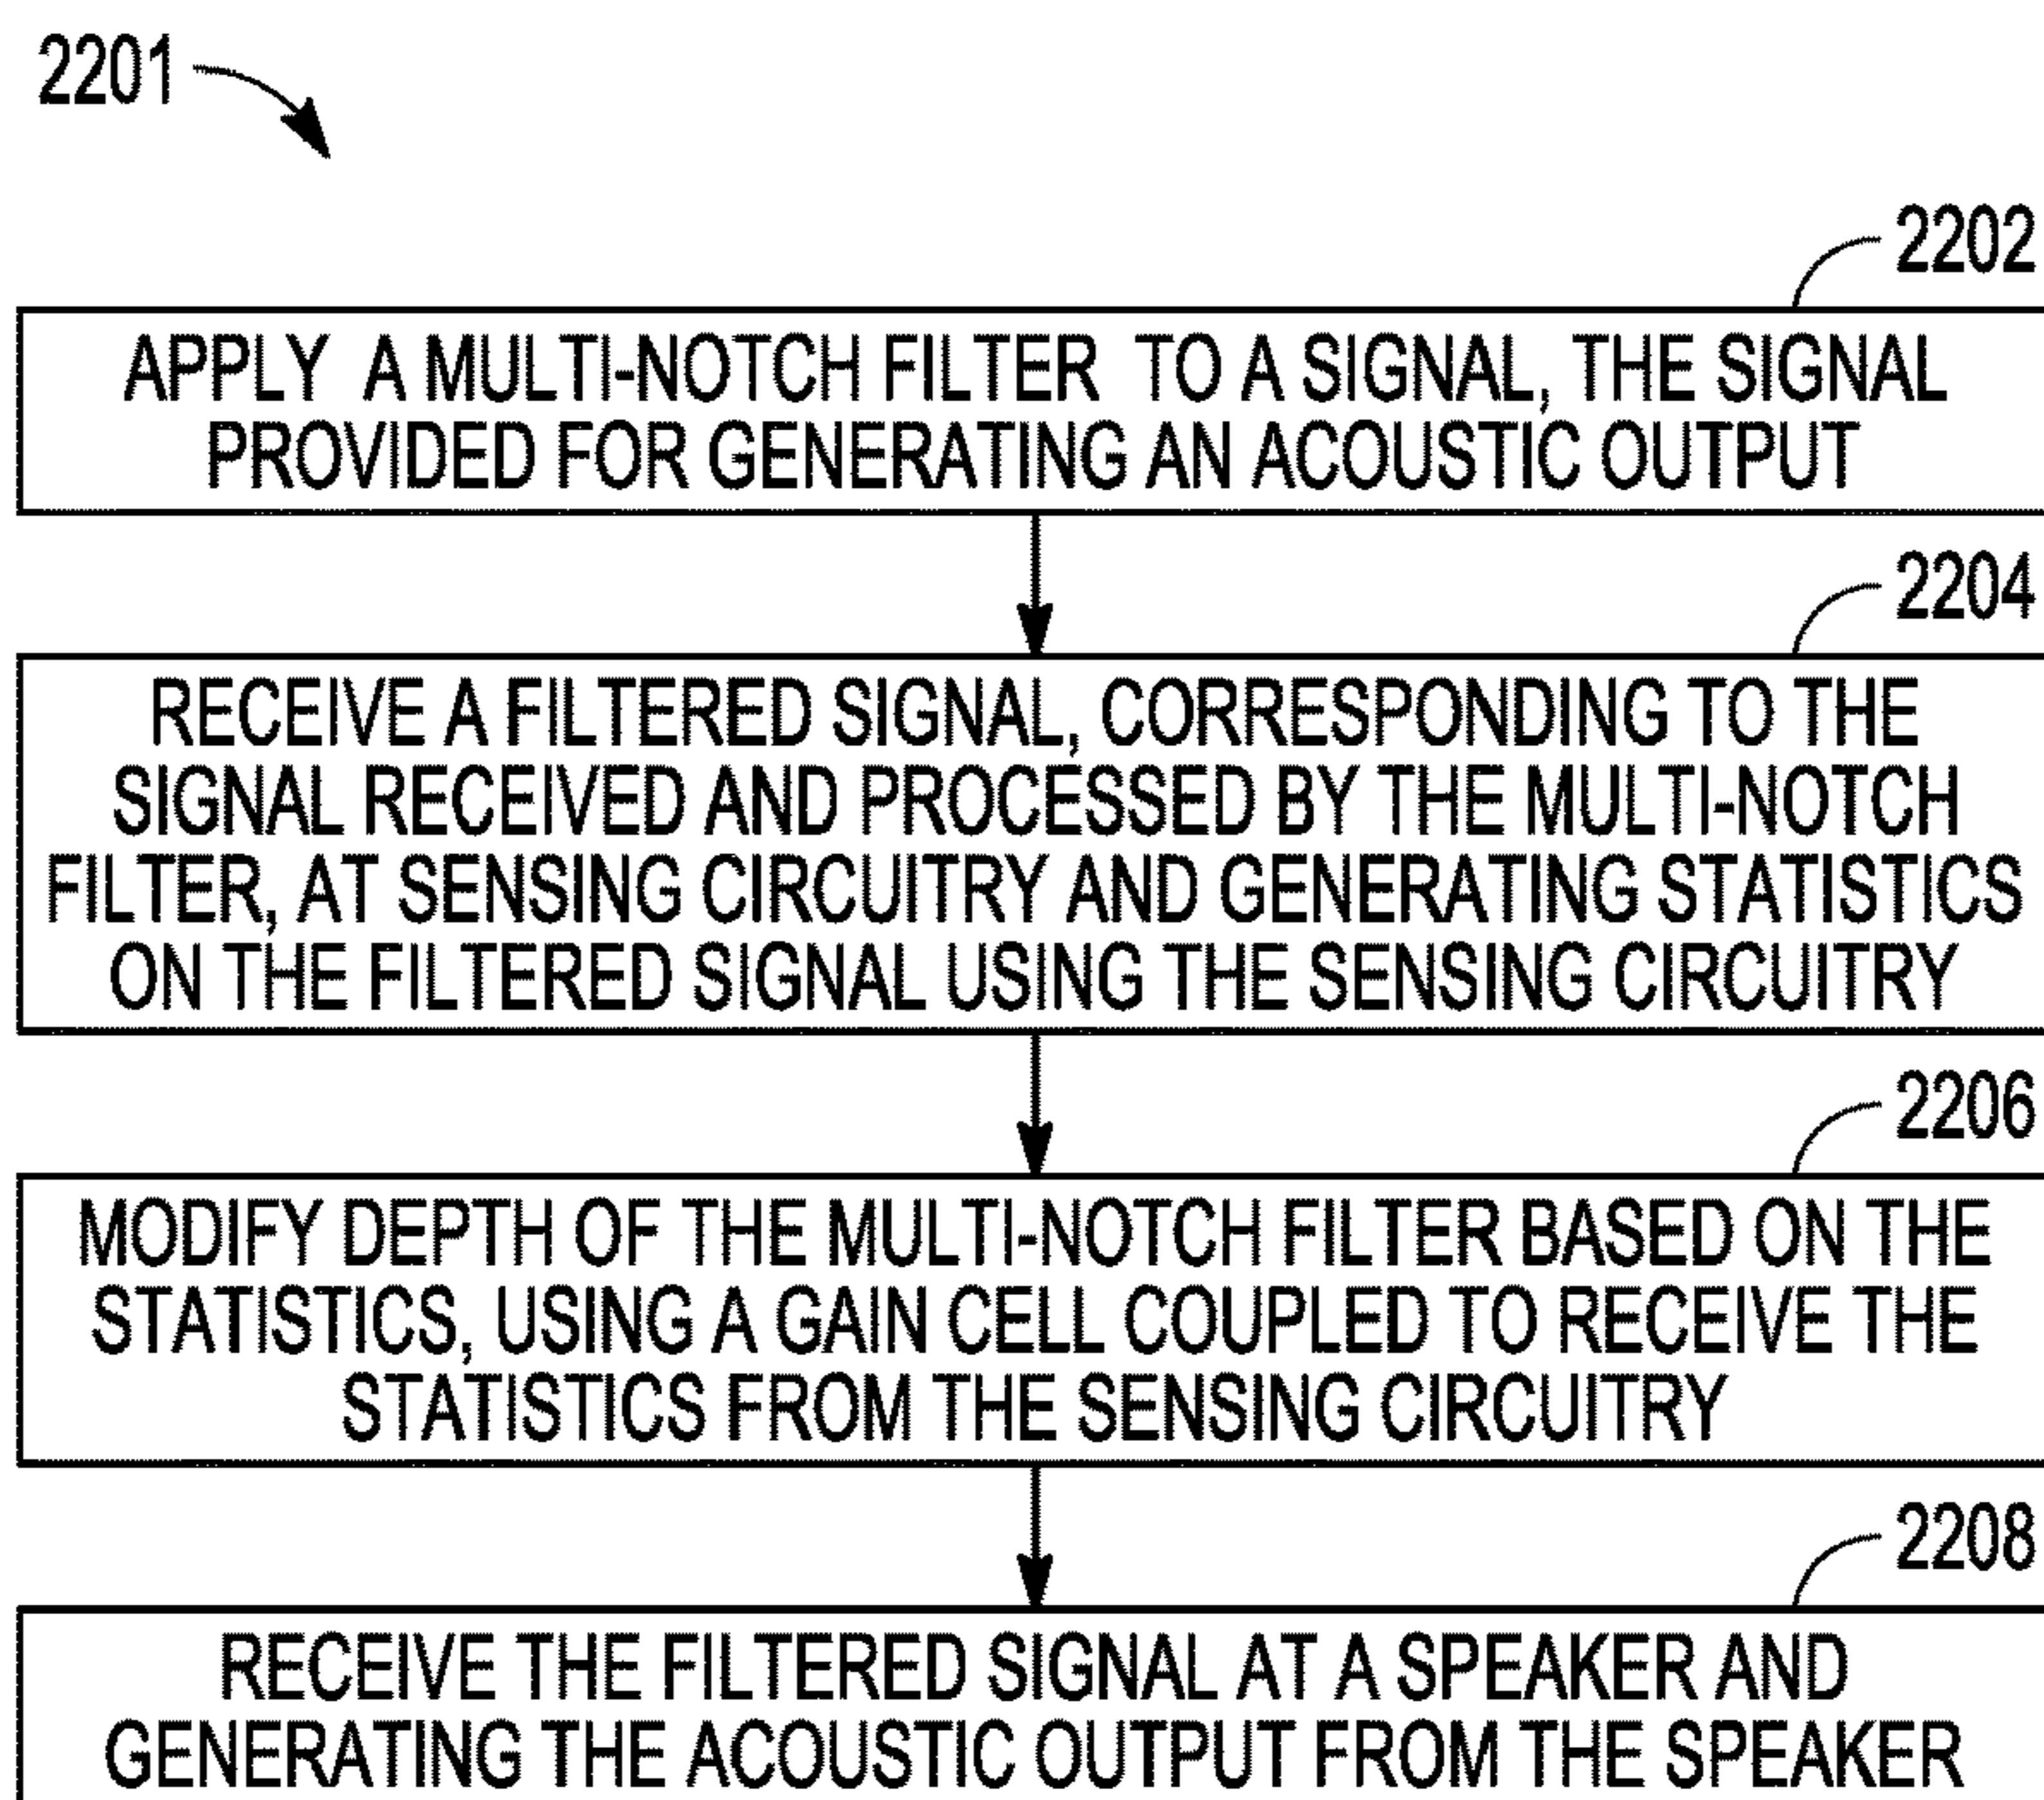 2201
2202
APPLY A MULTI-NOTCH FILTER TO A SIGNAL, THE SIGNAL
PROVIDED FOR GENERATING AN ACOUSTIC OUTPUT
2204
RECEIVE A FILTERED SIGNAL, CORRESPONDING TO THE
SIGNAL RECEIVED AND PROCESSED BY THE MULTI-NOTCH
FILTER, AT SENSING CIRCUITRY AND GENERATING STATISTICS
ON THE FILTERED SIGNAL USING THE SENSING CIRCUITRY
2206
MODIFY DEPTH OF THE MULTI-NOTCH FILTER BASED ON THE
STATISTICS, USING A GAIN CELL COUPLED TO RECEIVE THE
STATISTICS FROM THE SENSING CIRCUITRY
2208
RECEIVE THE FILTERED SIGNAL AT A SPEAKER AND
GENERATING THE ACOUSTIC OUTPUT FROM THE SPEAKER